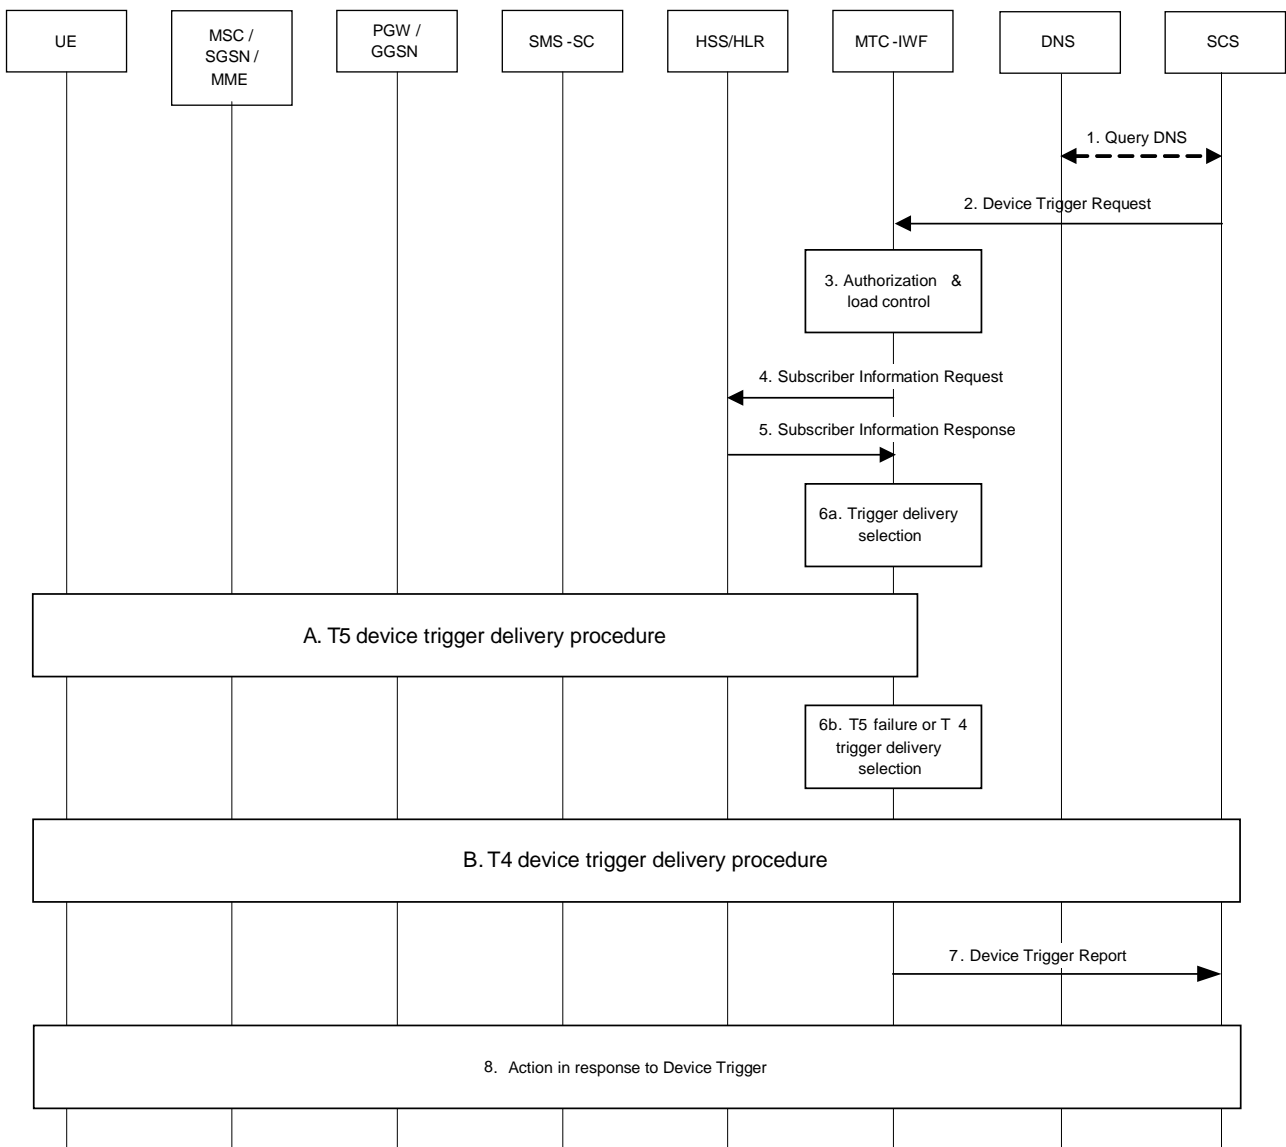 UE
MSC /
SGSN /
MME
PGW /
GGSN
SMS -SC
HSS/HLR
MTC -IWF
DNS
SCS
1. Query DNS
2. Device Trigger Request
3. Authorization &
load control
4. Subscriber Information Request
5. Subscriber Information Response
6a. Trigger delivery
selection
A. T5 device trigger delivery procedure
6b. T5 failure or T 4
trigger delivery
selection
B. T4 device trigger delivery procedure
7. Device Trigger Report
8. Action in response to Device Trigger